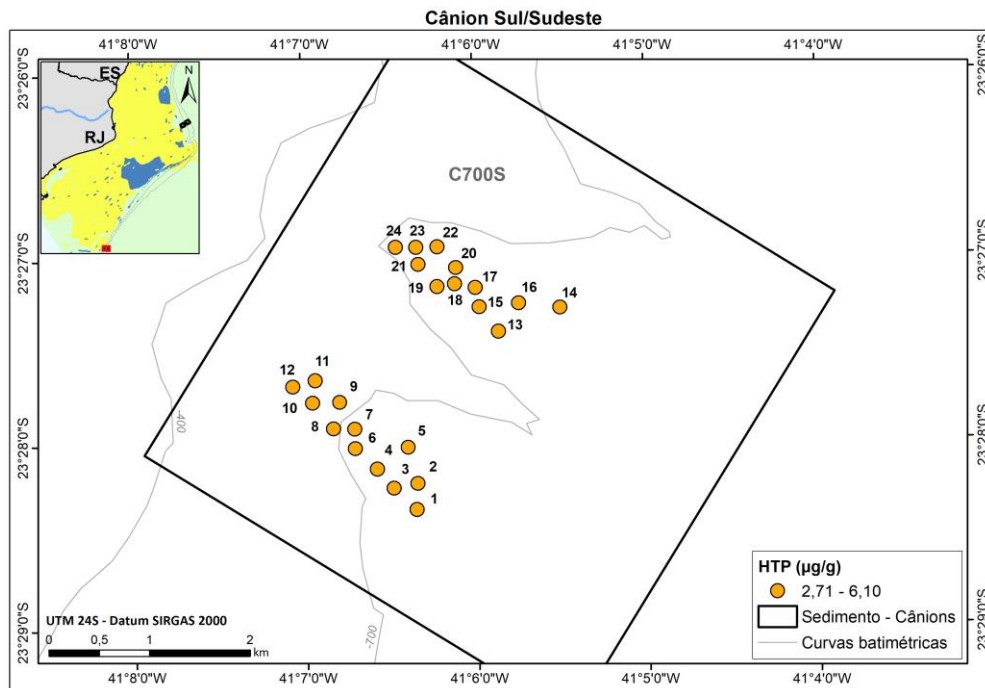 Cânion Sul/Sudeste
41°8'0"W 41°7'0"W 41°6'0"W 41°5'0"W 41°4'0"W
23°26'0"S 23°26'0"S
ES
N
RJ
C700S
24 23 22
23°27'0"S 23°27'0"S
21 20
19 18 17
15 16 14
13
11
12 9
10 7
8 6 5
-400
23°28'0"S 23°28'0"S
4
3 2
1
HTP (µg/g)
2,71 - 6,10
Sedimento - Cânions
Curvas batimétricas
UTM 24S - Datum SIRGAS 2000
0 0,5 1 2
km
-700
23°29'0"S 23°29'0"S
41°8'0"W 41°7'0"W 41°6'0"W 41°5'0"W 41°4'0"W